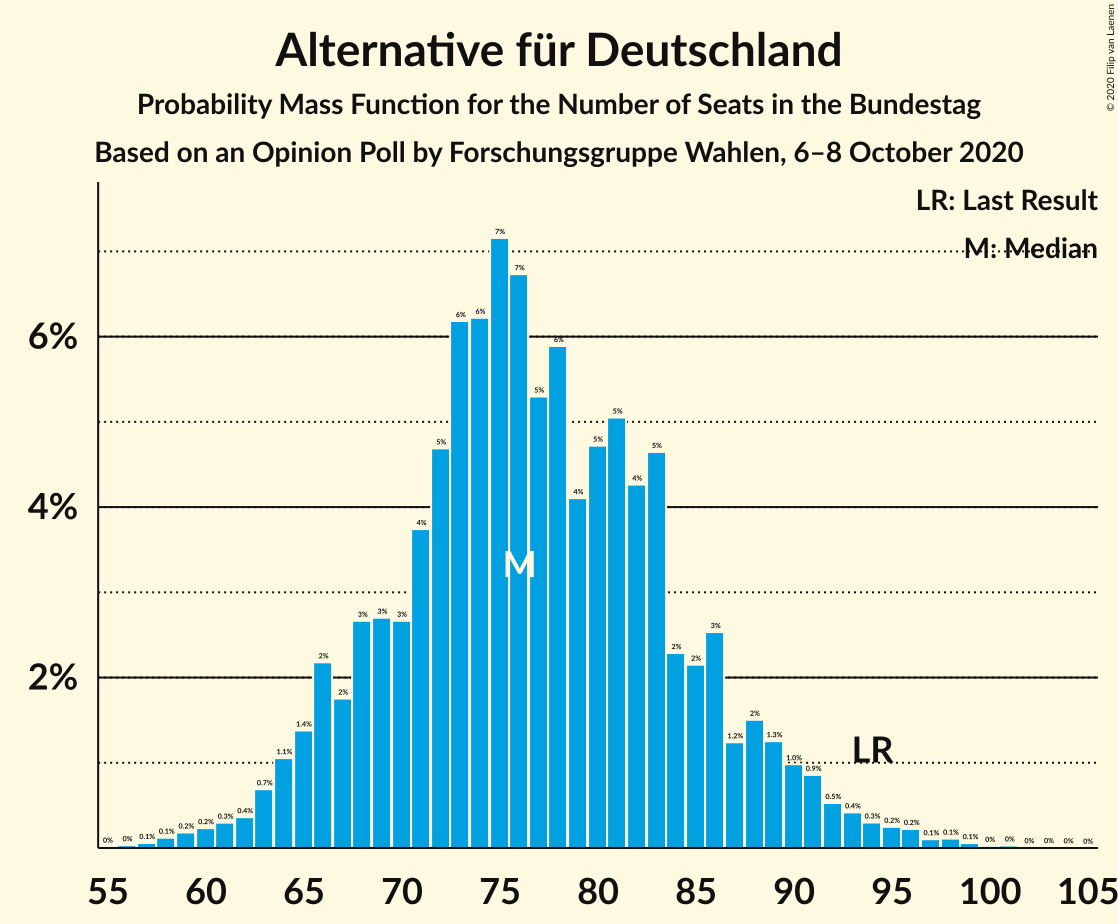 Alternative für Deutschland
Probability Mass Function for the Number of Seats in the Bundestag
Based on an Opinion Poll by Forschungsgruppe Wahlen, 6–8 October 2020
© 2020 Filip van Laenen
LR: Last Result
M: Median
6%
4%
2%
0% 0% 0.1% 0.1% 0.2% 0.2% 0.3% 0.4% 0.7% 1.1% 1.4% 2% 2% 3% 3% 3% 4% 5% 6% 6% 7% 7% 5% 6% 4% 5% 5% 4% 5% 2% 2% 3% 1.2% 2% 1.3% 1.0% 0.9% 0.5% 0.4% 0.3% 0.2% 0.2% 0.1% 0.1% 0.1% 0% 0% 0% 0% 0% 0%
M
LR
55 60 65 70 75 80 85 90 95 100 105